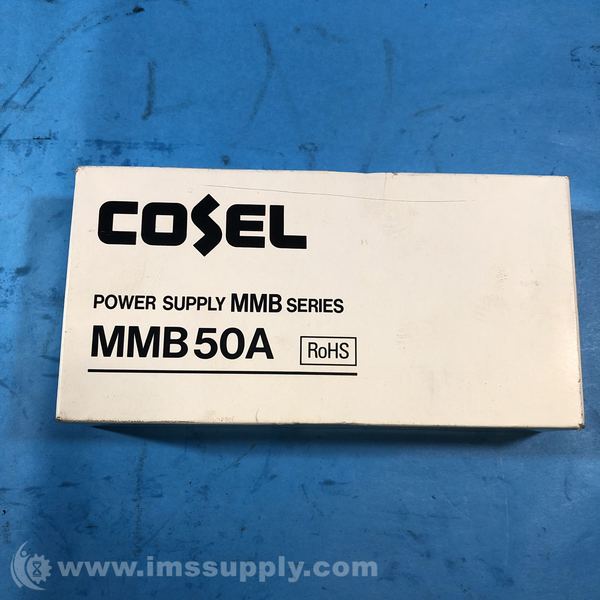 COSEL
POWER SUPPLY MMB SERIES
MMB50A RoHS
www.imssupply.com